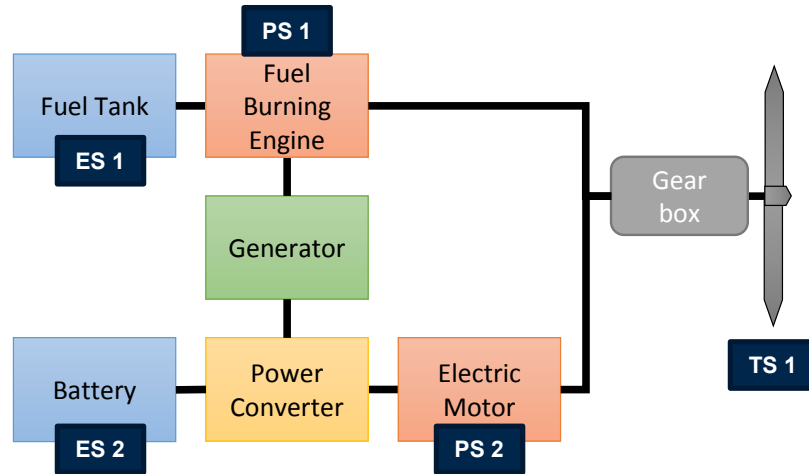 PS 1
Fuel Tank
ES 1
Fuel
Burning
Engine
Gear
box
Generator
Battery
ES 2
Power
Converter
Electric
Motor
PS 2
TS 1